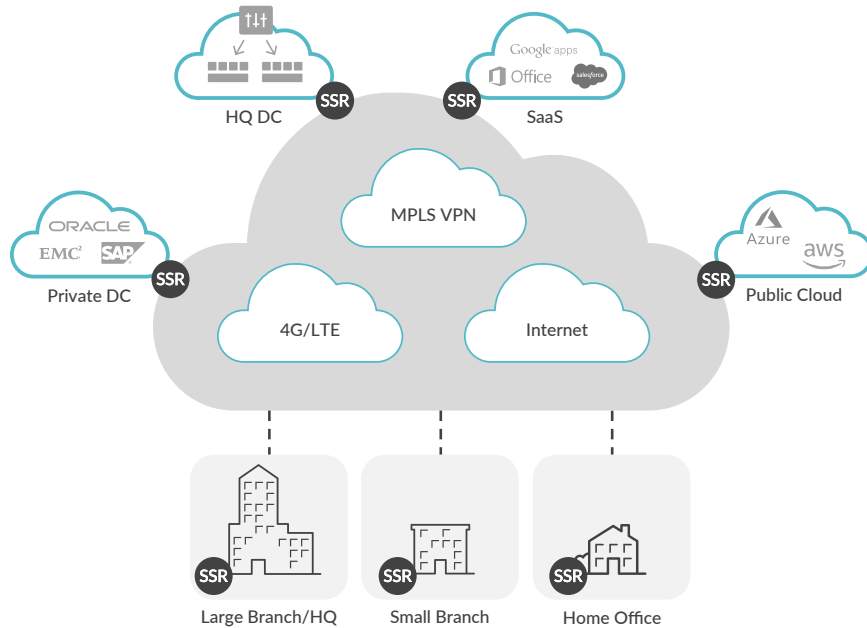 Google apps
Office
salesforce
SSR
SSR
HQ DC
SaaS
MPLS VPN
ORACLE
EMC²
SAP
Azure
aws
SSR
SSR
Private DC
Public Cloud
4G/LTE
Internet
SSR
SSR
SSR
Large Branch/HQ
Small Branch
Home Office